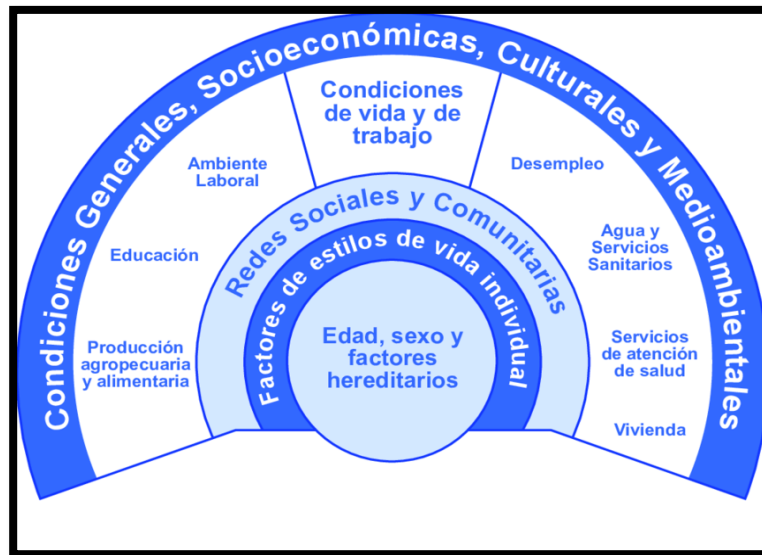 Condiciones Generales, Socioeconómicas, Culturales y Medioambientales
Condiciones
de vida y de
trabajo
Ambiente
Laboral
Desempleo
Redes Sociales y Comunitarias
Educación
Agua y
Servicios
Sanitarios
Factores de estilos de vida individual
Producción
agropecuaria
y alimentaria
Edad, sexo y
factores
hereditarios
Servicios
de atención
de salud
Vivienda